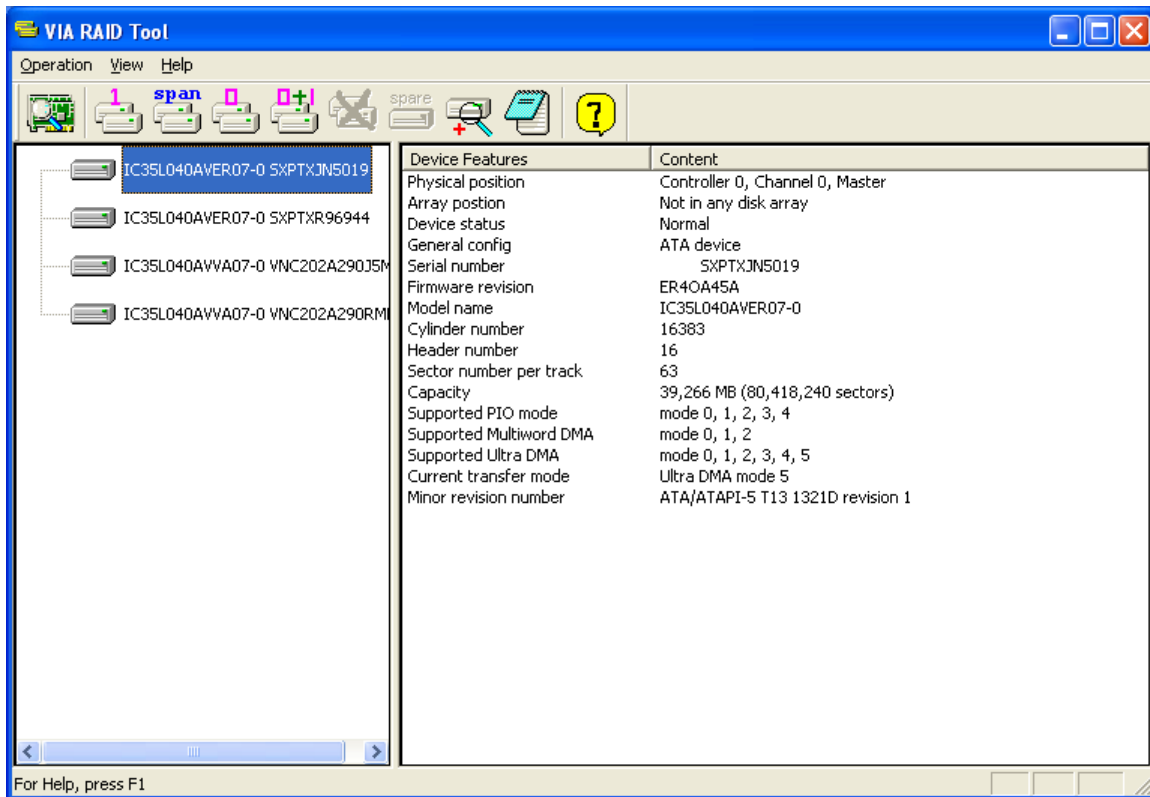 VIA RAID Tool
Operation View Help
1
span
0
0+1
spare
?
IC35L040AVER07-0 SXPTXJN5019
IC35L040AVER07-0 SXPTXR96944
IC35L040AVVA07-0 VNC202A290J5M
IC35L040AVVA07-0 VNC202A290RM
Device Features Content
Physical position Controller 0, Channel 0, Master
Array postion Not in any disk array
Device status Normal
General config ATA device
Serial number SXPTXJN5019
Firmware revision ER4OA45A
Model name IC35L040AVER07-0
Cylinder number 16383
Header number 16
Sector number per track 63
Capacity 39,266 MB (80,418,240 sectors)
Supported PIO mode mode 0, 1, 2, 3, 4
Supported Multiword DMA mode 0, 1, 2
Supported Ultra DMA mode 0, 1, 2, 3, 4, 5
Current transfer mode Ultra DMA mode 5
Minor revision number ATA/ATAPI-5 T13 1321D revision 1
For Help, press F1